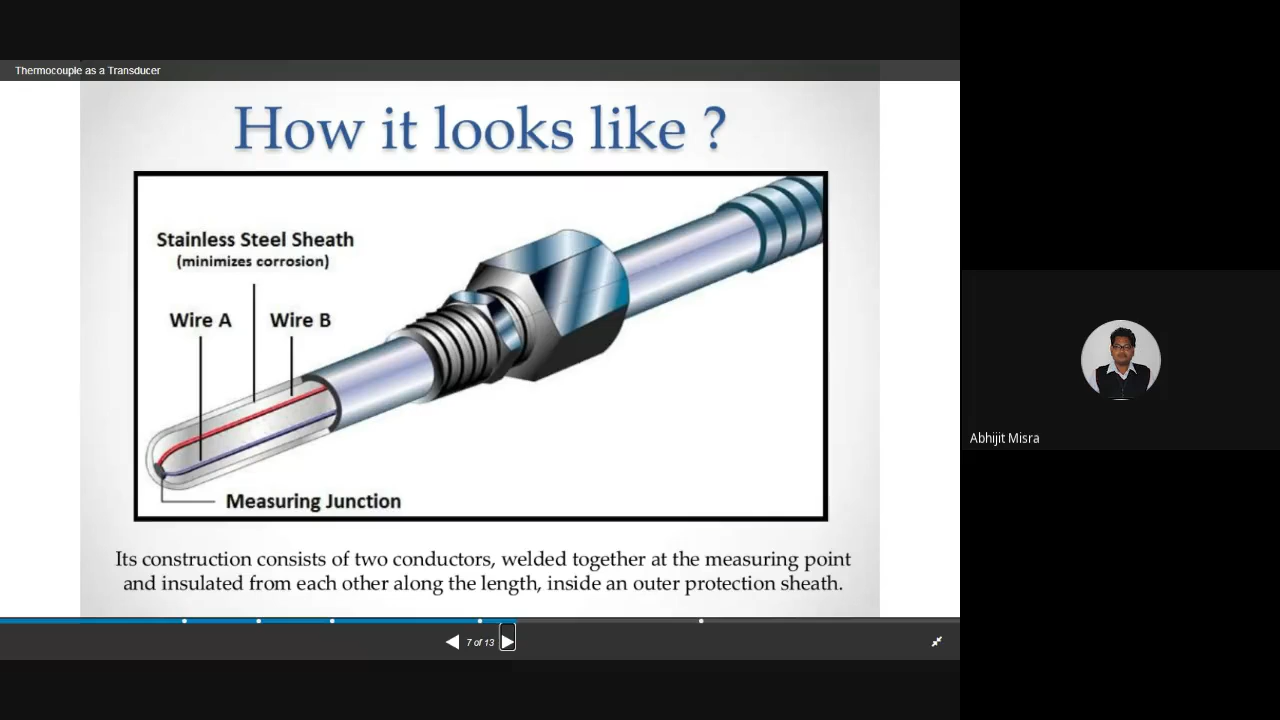 Thermocouple as a Transducer
How it looks like ?
Stainless Steel Sheath
(minimizes corrosion)
Wire A
Wire B
Measuring Junction
Its construction consists of two conductors, welded together at the measuring point
and insulated from each other along the length, inside an outer protection sheath.
7 of 13
Abhijit Misra